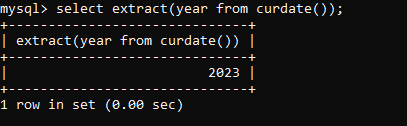 mysql> select extract(year from curdate());
+------------------------------+
| extract(year from curdate()) |
+------------------------------+
|                         2023 |
+------------------------------+
1 row in set (0.00 sec)